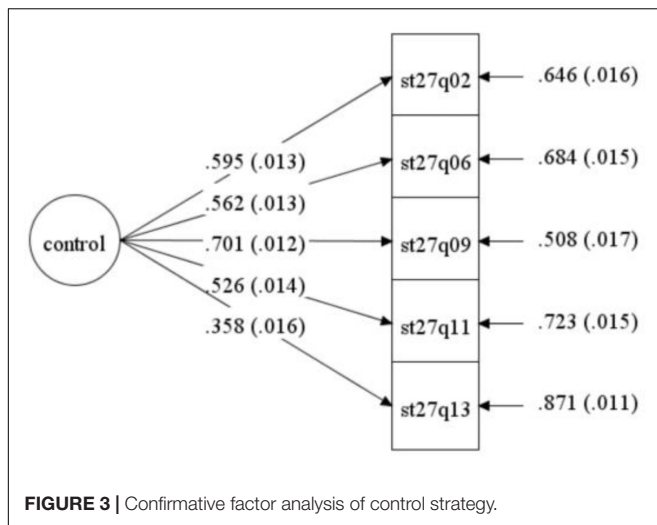 st27q02
.646 (.016)
.595 (.013)
st27q06
.684 (.015)
.562 (.013)
control
.701 (.012)
st27q09
.508 (.017)
.526 (.014)
st27q11
.723 (.015)
.358 (.016)
st27q13
.871 (.011)
FIGURE 3 | Confirmative factor analysis of control strategy.